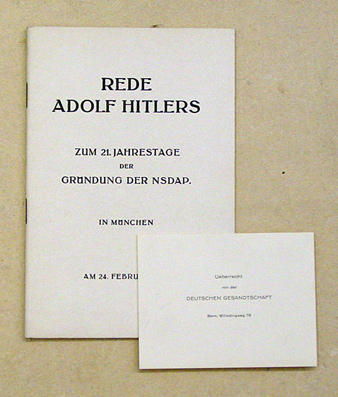 REDE
ADOLF HITLERS
ZUM 21. JAHRESTAGE
DER
GRÜNDUNG DER NSDAP.
IN MÜNCHEN
AM 24. FEBRU
Ueberreicht
von der
DEUTSCHEN GESANDTSCHAFT
Bern, Willadingweg 78